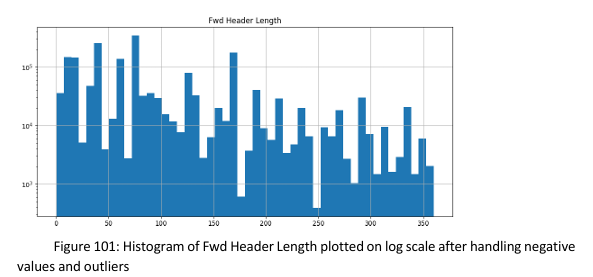 Fwd Header Length
10⁵
10⁴
10³
0 50 100 150 200 250 300 350
Figure 101: Histogram of Fwd Header Length plotted on log scale after handling negative
values and outliers